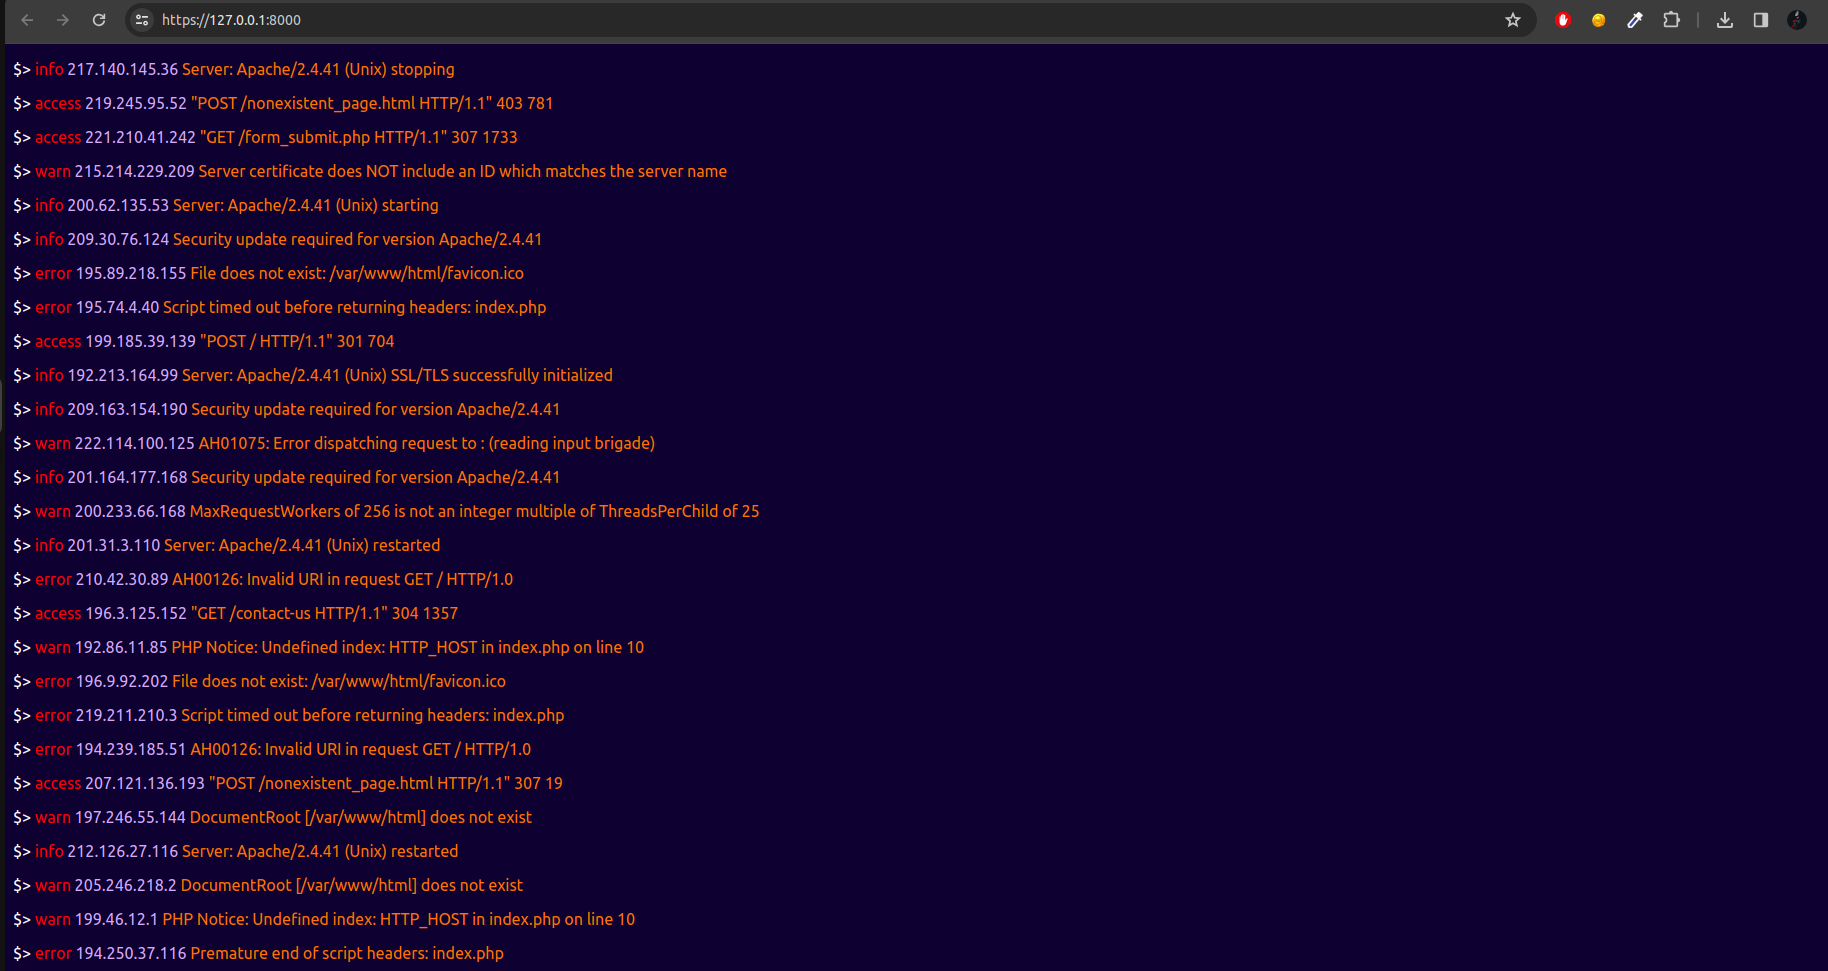 https://127.0.0.1:8000
$> info 217.140.145.36 Server: Apache/2.4.41 (Unix) stopping
$> access 219.245.95.52 "POST /nonexistent_page.html HTTP/1.1" 403 781
$> access 221.210.41.242 "GET /form_submit.php HTTP/1.1" 307 1733
$> warn 215.214.229.209 Server certificate does NOT include an ID which matches the server name
$> info 200.62.135.53 Server: Apache/2.4.41 (Unix) starting
$> info 209.30.76.124 Security update required for version Apache/2.4.41
$> error 195.89.218.155 File does not exist: /var/www/html/favicon.ico
$> error 195.74.4.40 Script timed out before returning headers: index.php
$> access 199.185.39.139 "POST / HTTP/1.1" 301 704
$> info 192.213.164.99 Server: Apache/2.4.41 (Unix) SSL/TLS successfully initialized
$> info 209.163.154.190 Security update required for version Apache/2.4.41
$> warn 222.114.100.125 AH01075: Error dispatching request to : (reading input brigade)
$> info 201.164.177.168 Security update required for version Apache/2.4.41
$> warn 200.233.66.168 MaxRequestWorkers of 256 is not an integer multiple of ThreadsPerChild of 25
$> info 201.31.3.110 Server: Apache/2.4.41 (Unix) restarted
$> error 210.42.30.89 AH00126: Invalid URI in request GET / HTTP/1.0
$> access 196.3.125.152 "GET /contact-us HTTP/1.1" 304 1357
$> warn 192.86.11.85 PHP Notice: Undefined index: HTTP_HOST in index.php on line 10
$> error 196.9.92.202 File does not exist: /var/www/html/favicon.ico
$> error 219.211.210.3 Script timed out before returning headers: index.php
$> error 194.239.185.51 AH00126: Invalid URI in request GET / HTTP/1.0
$> access 207.121.136.193 "POST /nonexistent_page.html HTTP/1.1" 307 19
$> warn 197.246.55.144 DocumentRoot [/var/www/html] does not exist
$> info 212.126.27.116 Server: Apache/2.4.41 (Unix) restarted
$> warn 205.246.218.2 DocumentRoot [/var/www/html] does not exist
$> warn 199.46.12.1 PHP Notice: Undefined index: HTTP_HOST in index.php on line 10
$> error 194.250.37.116 Premature end of script headers: index.php